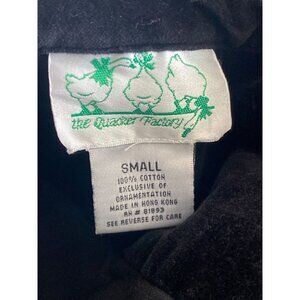 the Quacker Factory
SMALL
100% COTTON
EXCLUSIVE OF
ORNAMENTATION
MADE IN HONG KONG
RN # 81893
SEE REVERSE FOR CARE